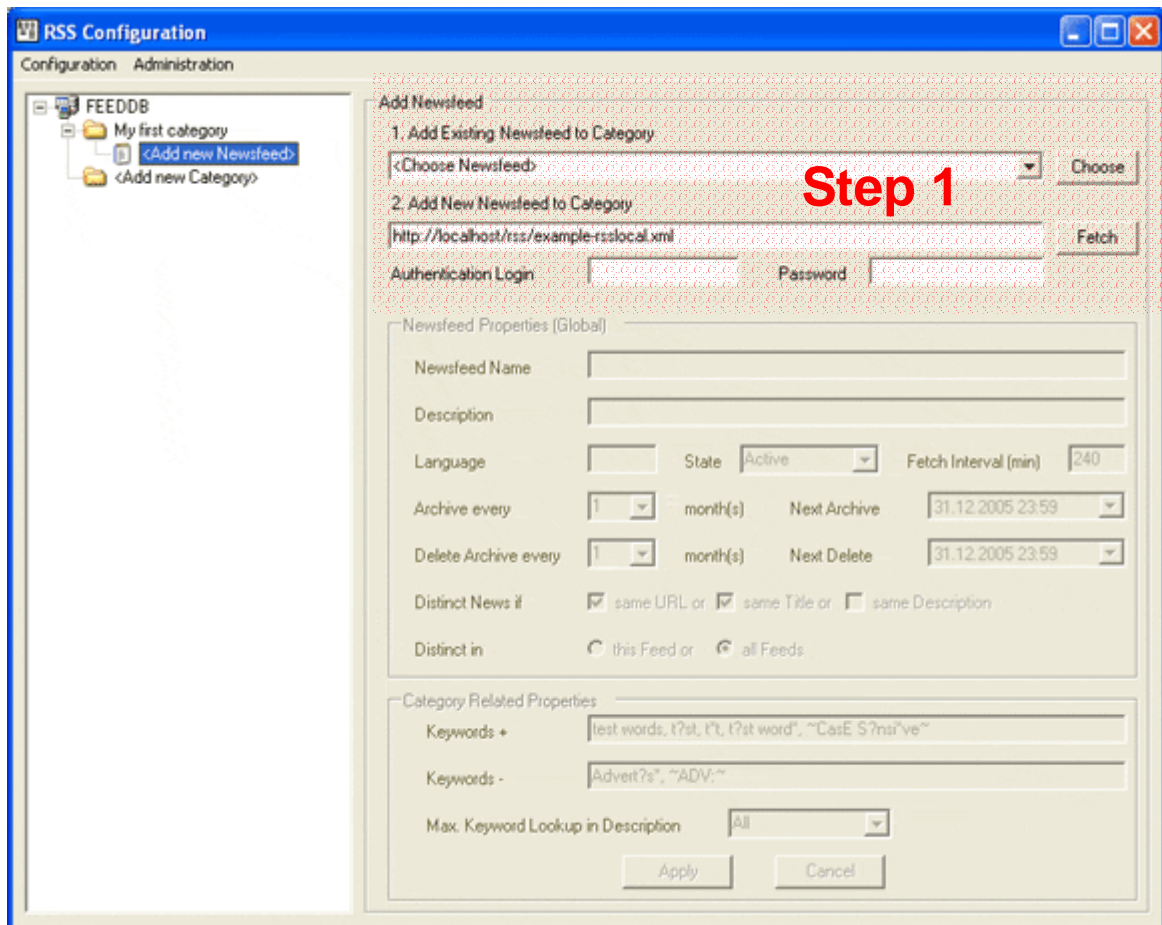 RSS Configuration
Configuration Administration
FEEDDB
My first category
<Add new Newsfeed>
<Add new Category>
Add Newsfeed
1. Add Existing Newsfeed to Category
<Choose Newsfeed>
Choose
Step 1
2. Add New Newsfeed to Category
http://localhost/rss/example-rsslocal.xml
Fetch
Authentication Login
Password
Newsfeed Properties (Global)
Newsfeed Name
Description
Language State Active Fetch Interval (min) 240
Archive every 1 month(s) Next Archive 31.12.2005 23:59
Delete Archive every 1 month(s) Next Delete 31.12.2005 23:59
Distinct News if same URL or same Title or same Description
Distinct in this Feed or all Feeds
Category Related Properties
Keywords + test words, t?st, t*t, t?st word*, ~CasE S?nsi*ve~
Keywords - Advert?s*, ~ADV:~
Max. Keyword Lookup in Description All
Apply Cancel